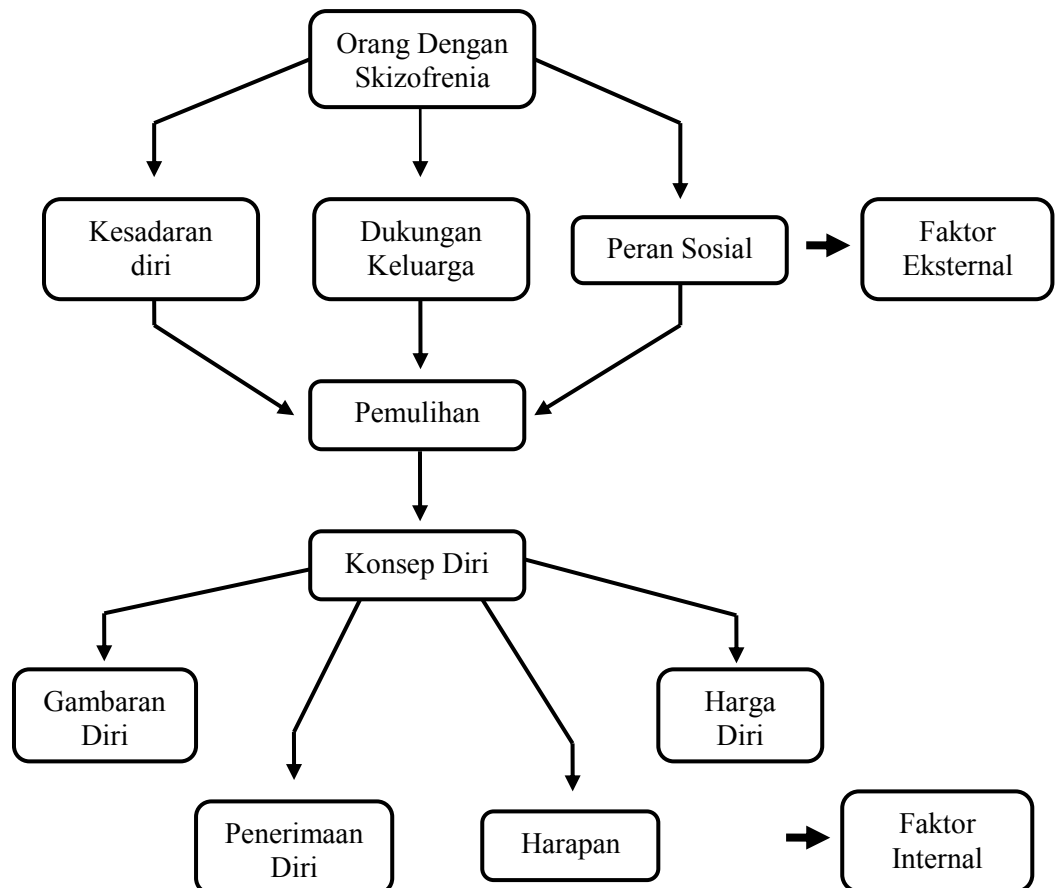 Orang Dengan
Skizofrenia
Kesadaran
diri
Dukungan
Keluarga
Peran Sosial
Faktor
Eksternal
Pemulihan
Konsep Diri
Gambaran
Diri
Harga
Diri
Penerimaan
Diri
Harapan
Faktor
Internal